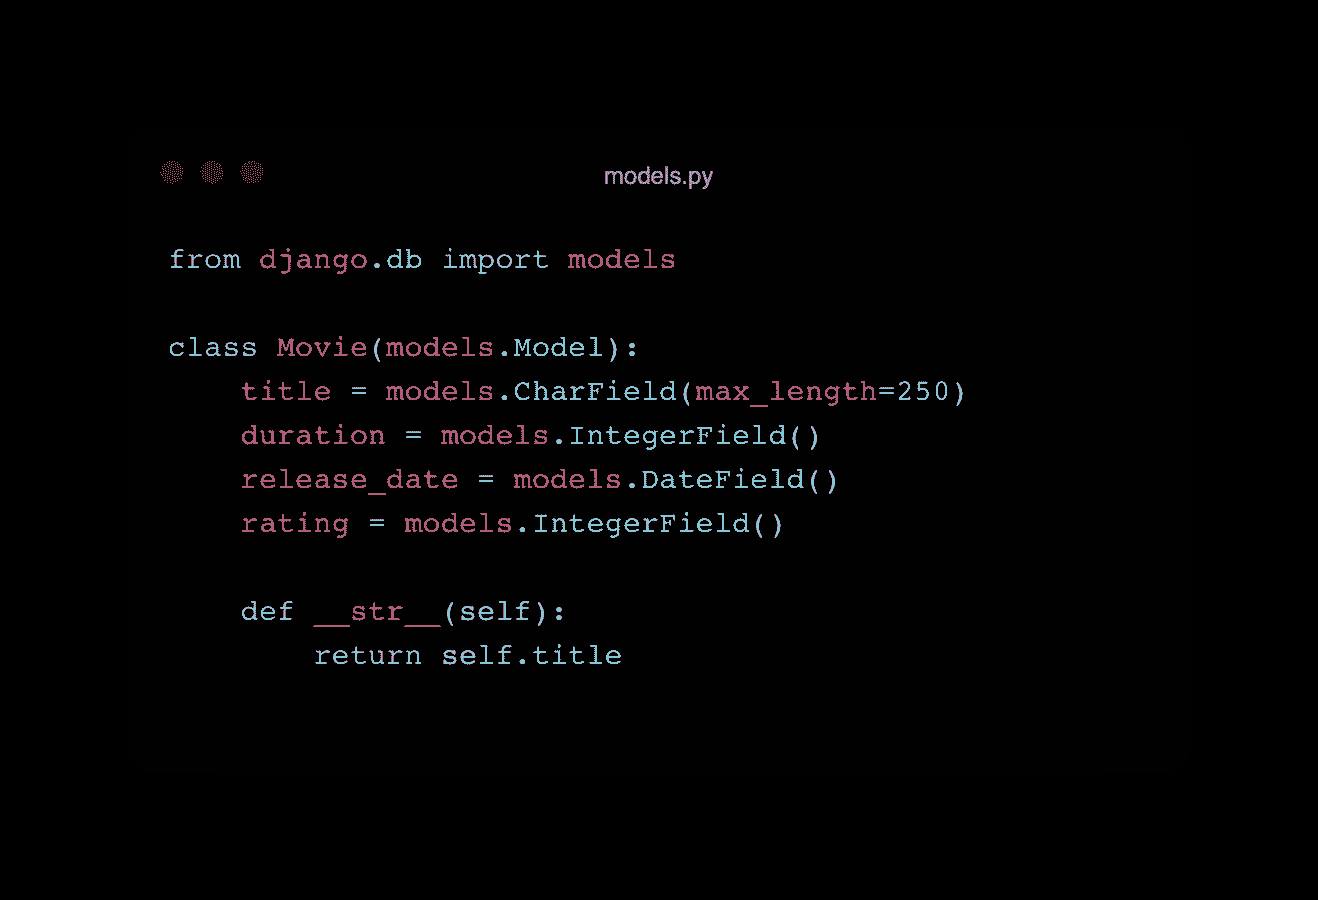 models.py
from django.db import models
class Movie(models.Model):
    title = models.CharField(max_length=250)
    duration = models.IntegerField()
    release_date = models.DateField()
    rating = models.IntegerField()
    def __str__(self):
        return self.title